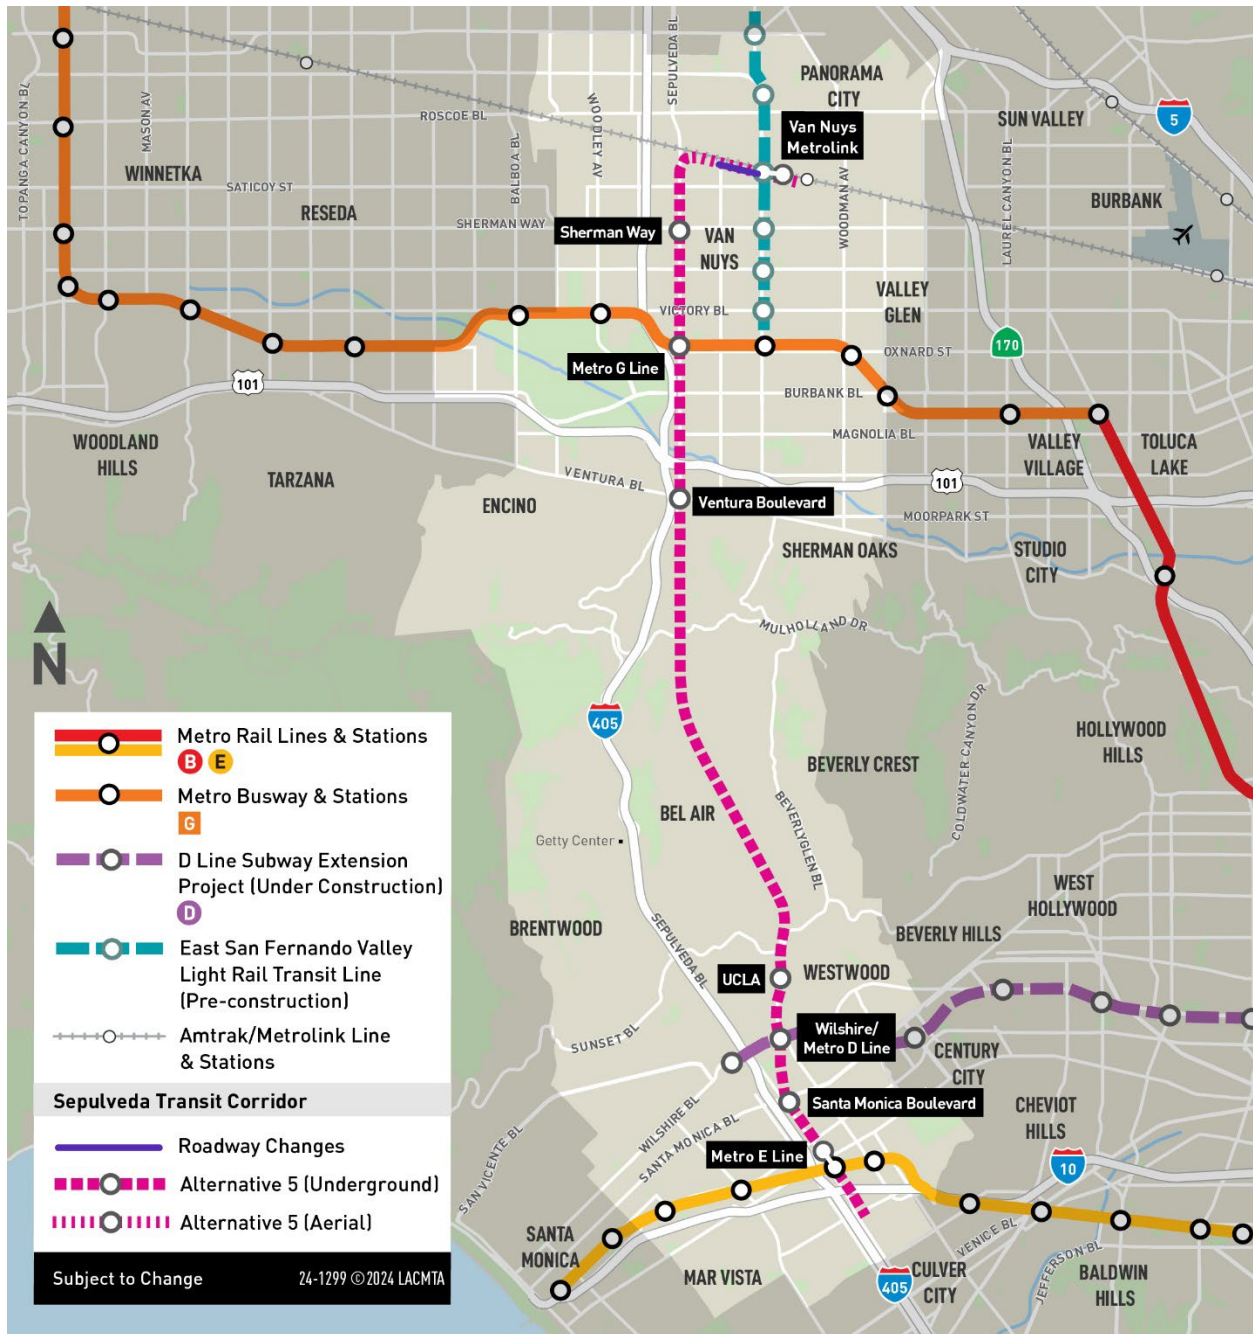 SEPULVEDA BL
PANORAMA
CITY
TOPANGA CANYON BL
MASON AV
ROSCOE BL
WOODLEY AV
BALBOA BL
Van Nuys
Metrolink
SUN VALLEY
5
WINNETKA
SATICOY ST
RESEDA
SHERMAN WAY
Sherman Way
VAN
NUYS
WOODMAN AV
LAUREL CANYON BL
BURBANK
VICTORY BL
VALLEY
GLEN
170
OXNARD ST
Metro G Line
101
BURBANK BL
MAGNOLIA BL
WOODLAND
HILLS
TARZANA
VENTURA BL
ENCINO
Ventura Boulevard
101
VALLEY
VILLAGE
TOLUCA
LAKE
MOORPARK ST
SHERMAN OAKS
STUDIO
CITY
MULHOLLAND DR
N
405
COLDWATER CANYON DR
HOLLYWOOD
HILLS
BEVERLY CREST
BEL AIR
BEVERLYGLEN BL
Getty Center
WEST
HOLLYWOOD
BRENTWOOD
SEPULVEDA BL
BEVERLY HILLS
UCLA
WESTWOOD
SUNSET BL
Wilshire/
Metro D Line
CENTURY
CITY
WILSHIRE BL
SANTA MONICA BL
Santa Monica Boulevard
CHEVIOT
HILLS
SAN VICENTE BL
Metro E Line
10
SANTA
MONICA
VENICE BL
JEFFERSON BL
MAR VISTA
405
CULVER
CITY
BALDWIN
HILLS
Metro Rail Lines & Stations
B E
Metro Busway & Stations
G
D Line Subway Extension
Project (Under Construction)
D
East San Fernando Valley
Light Rail Transit Line
(Pre-construction)
Amtrak/Metrolink Line
& Stations
Sepulveda Transit Corridor
Roadway Changes
Alternative 5 (Underground)
Alternative 5 (Aerial)
Subject to Change 24-1299 ©2024 LACMTA